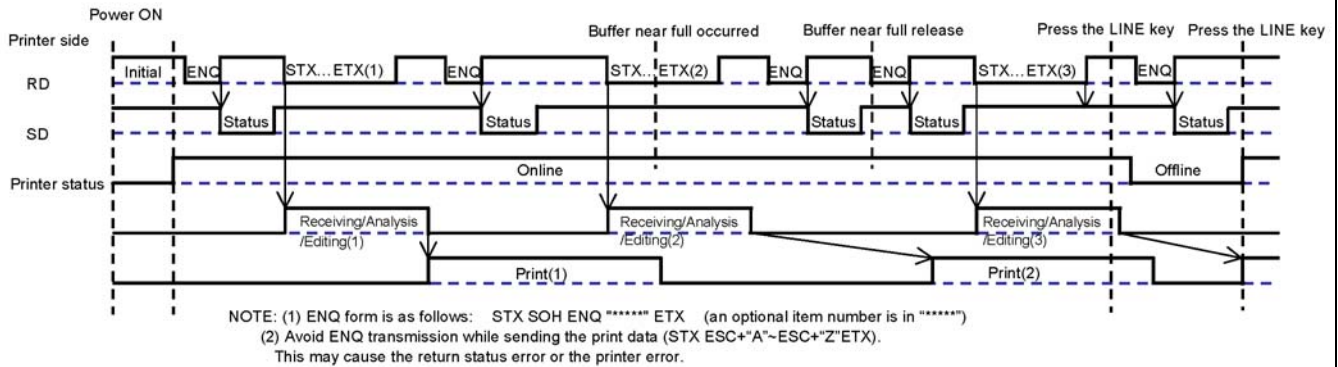 Power ON
Buffer near full occurred Buffer near full release Press the LINE key Press the LINE key
Printer side
Initial ENQ STX...ETX(1) ENQ STX...ETX(2) ENQ ENQ STX...ETX(3) ENQ
RD
Status Status Status Status Status
SD
Online Offline
Printer status
Receiving/Analysis Receiving/Analysis Receiving/Analysis
/Editing(1) /Editing(2) /Editing(3)
Print(1) Print(2)
NOTE: (1) ENQ form is as follows: STX SOH ENQ "*****" ETX (an optional item number is in "*****")
(2) Avoid ENQ transmission while sending the print data (STX ESC+"A"~ESC+"Z"ETX).
This may cause the return status error or the printer error.